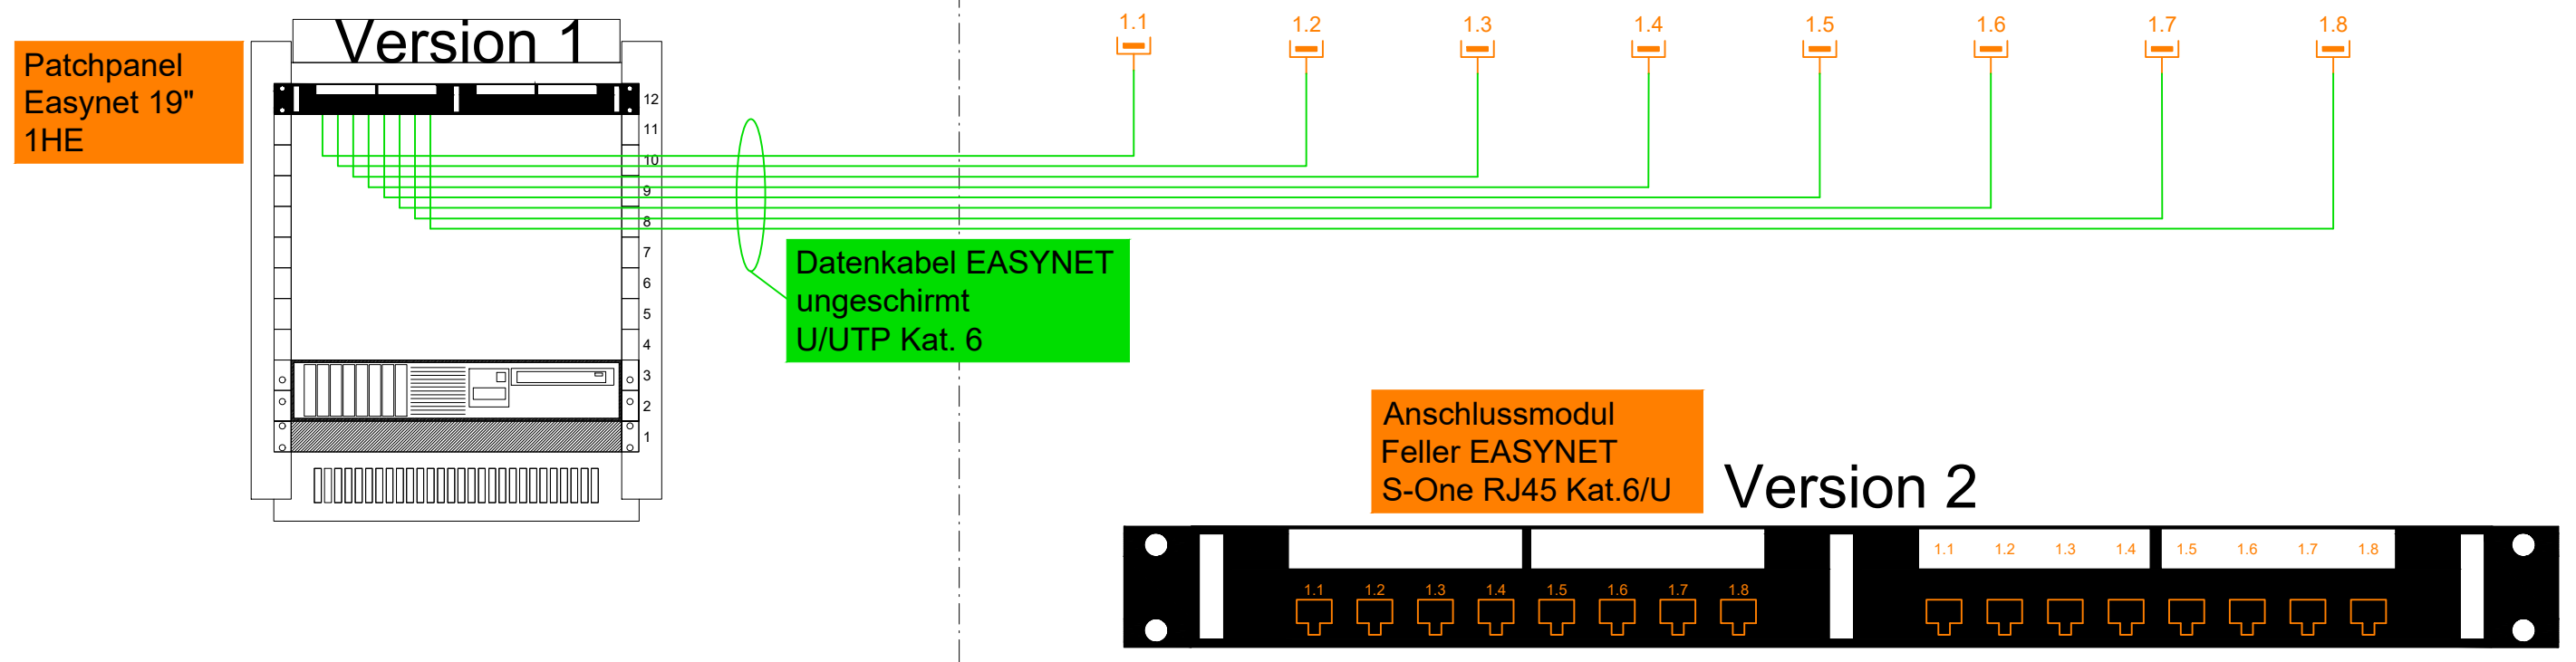 Version 1
Patchpanel
Easynet 19"
1HE
12
11
10
9
8
7
6
5
4
3
2
1
1.1 1.2 1.3 1.4 1.5 1.6 1.7 1.8
Datenkabel EASYNET
ungeschirmt
U/UTP Kat. 6
Anschlussmodul
Feller EASYNET
S-One RJ45 Kat.6/U
Version 2
1.1 1.2 1.3 1.4 1.5 1.6 1.7 1.8
1.1 1.2 1.3 1.4 1.5 1.6 1.7 1.8